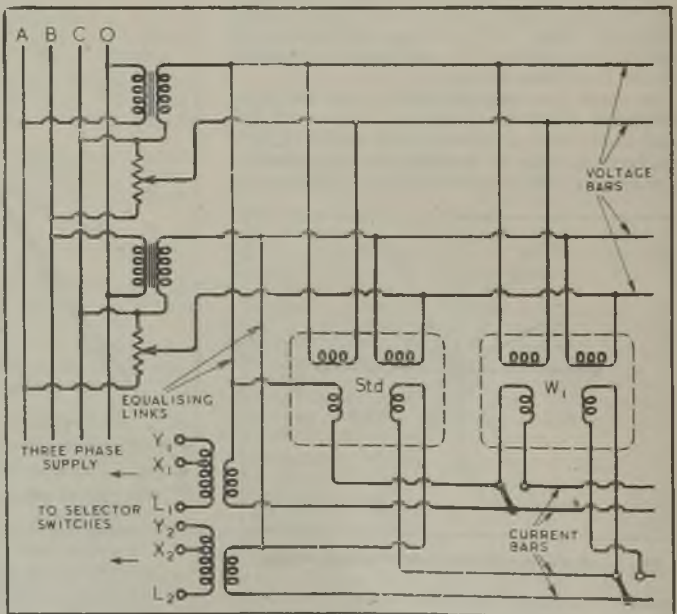 A B C O
VOLTAGE
BARS
Std
W₁
EQUALISING
LINKS
THREE PHASE
SUPPLY
Y₁
X₁
L₁
TO SELECTOR
SWITCHES
Y₂
X₂
L₂
CURRENT
BARS